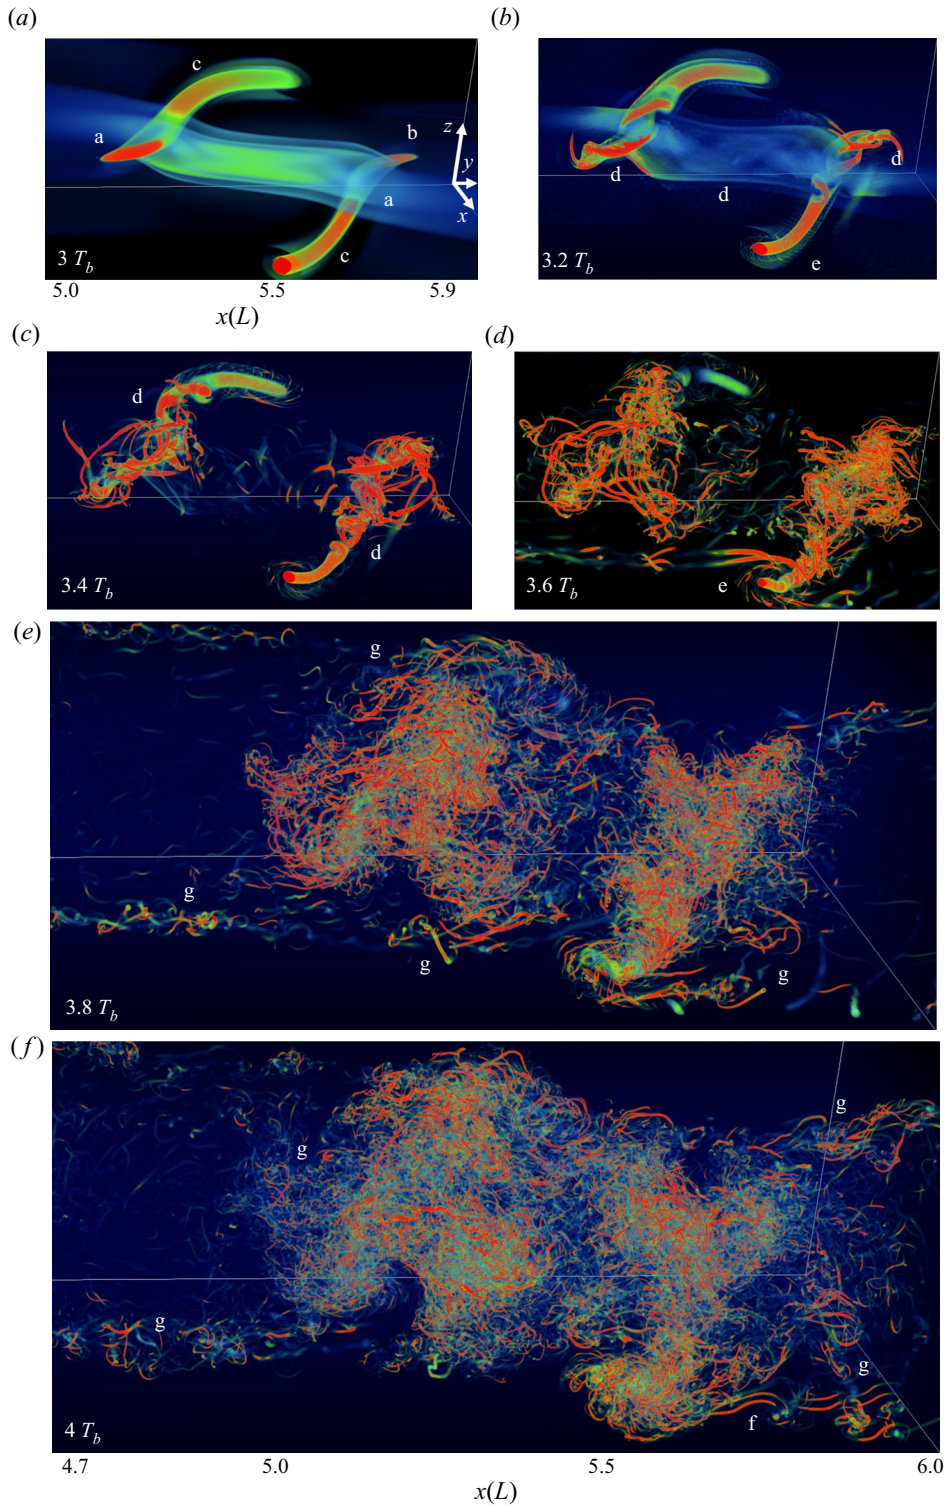 (a)
c
a
b
z
y
a
x
c
3 T_b
5.0 5.5 5.9
x(L)
(b)
d
d
d
e
3.2 T_b
(c)
d
d
3.4 T_b
(d)
e
3.6 T_b
(e)
g
g
g
g
3.8 T_b
(f)
g
g
g
g
f
4 T_b
4.7 5.0 5.5 6.0
x(L)